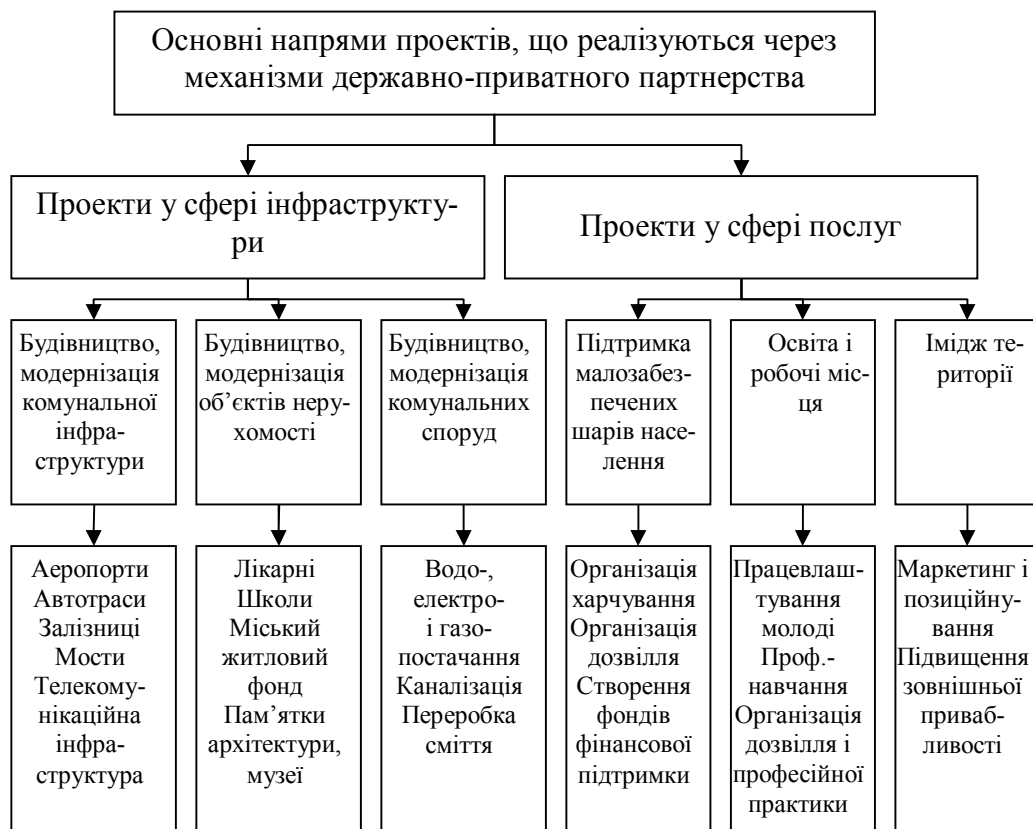 Основні напрями проектів, що реалізуються через
механізми державно-приватного партнерства
Проекти у сфері інфраструкту-
ри
Проекти у сфері послуг
Будівництво,
модернізація
комунальної
інфра-
структури
Будівництво,
модернізація
об’єктів неру-
хомості
Будівництво,
модернізація
комунальних
споруд
Підтримка
малозабез-
печених
шарів насе-
лення
Освіта і
робочі міс-
ця
Імідж те-
риторії
Аеропорти
Автотраси
Залізниці
Мости
Телекому-
нікаційна
інфра-
структура
Лікарні
Школи
Міський
житловий
фонд
Пам’ятки
архітектури,
музеї
Водо-,
електро-
і газо-
постачання
Каналізація
Переробка
сміття
Організація
харчування
Організація
дозвілля
Створення
фондів
фінансової
підтримки
Працевлаш-
тування
молоді
Проф.-
навчання
Організація
дозвілля і
професійної
практики
Маркетинг і
позиційну-
вання
Підвищення
зовнішньої
приваб-
ливості